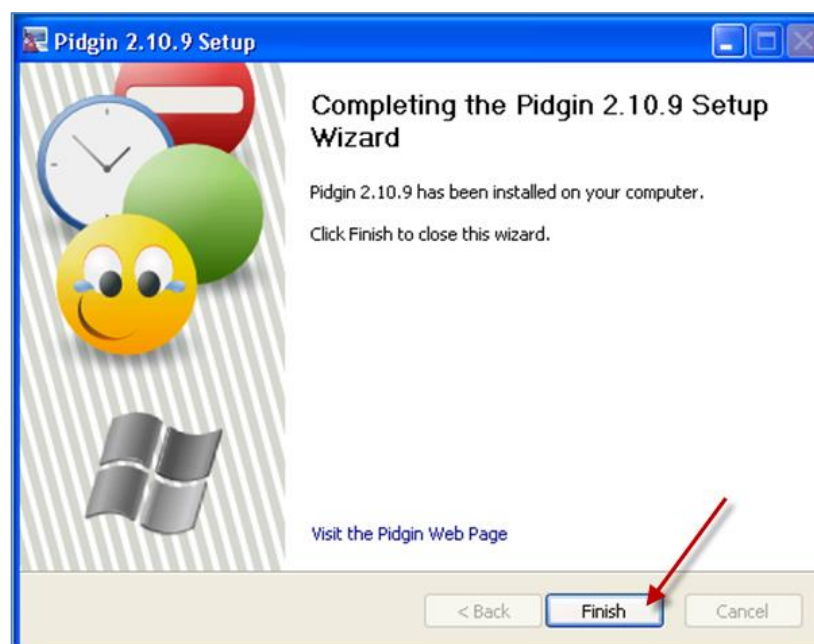 Pidgin 2.10.9 Setup
Completing the Pidgin 2.10.9 Setup
Wizard
Pidgin 2.10.9 has been installed on your computer.
Click Finish to close this wizard.
Visit the Pidgin Web Page
< Back Finish Cancel